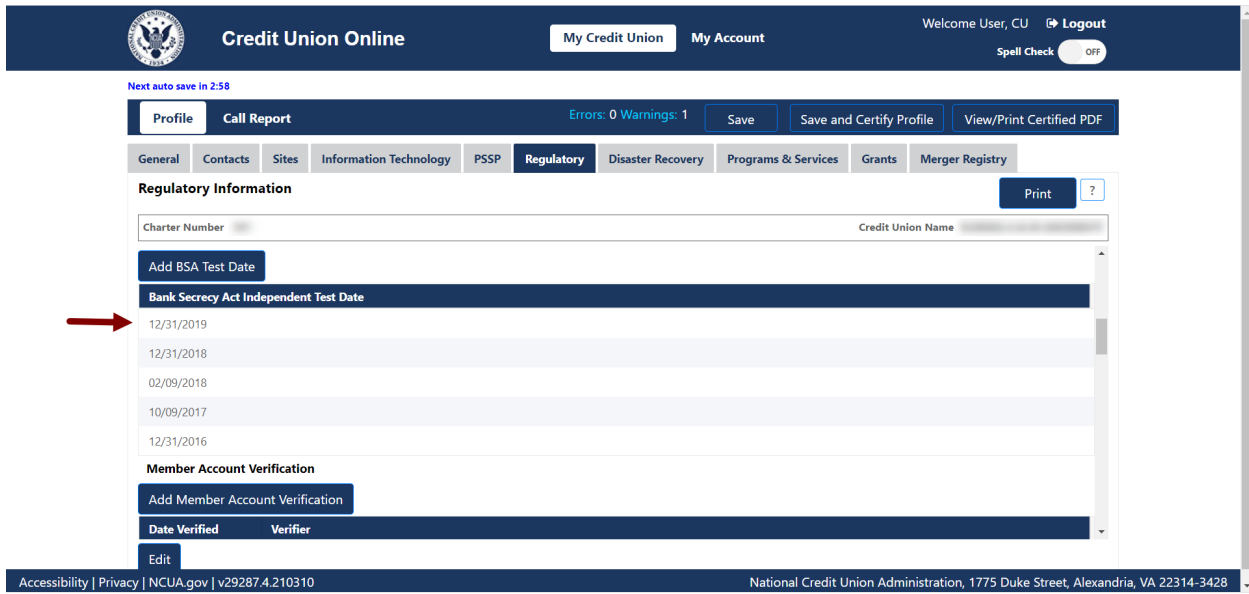 Credit Union Online
My Credit Union My Account
Welcome User, CU Logout
Spell Check OFF
Next auto save in 2:58
Profile Call Report Errors: 0 Warnings: 1 Save Save and Certify Profile View/Print Certified PDF
General Contacts Sites Information Technology PSSP Regulatory Disaster Recovery Programs & Services Grants Merger Registry
Regulatory Information Print ?
Charter Number Credit Union Name
Add BSA Test Date
Bank Secrecy Act Independent Test Date
12/31/2019
12/31/2018
02/09/2018
10/09/2017
12/31/2016
Member Account Verification
Add Member Account Verification
Date Verified Verifier
Edit
Accessibility | Privacy | NCUA.gov | v29287.4.210310 National Credit Union Administration, 1775 Duke Street, Alexandria, VA 22314-3428